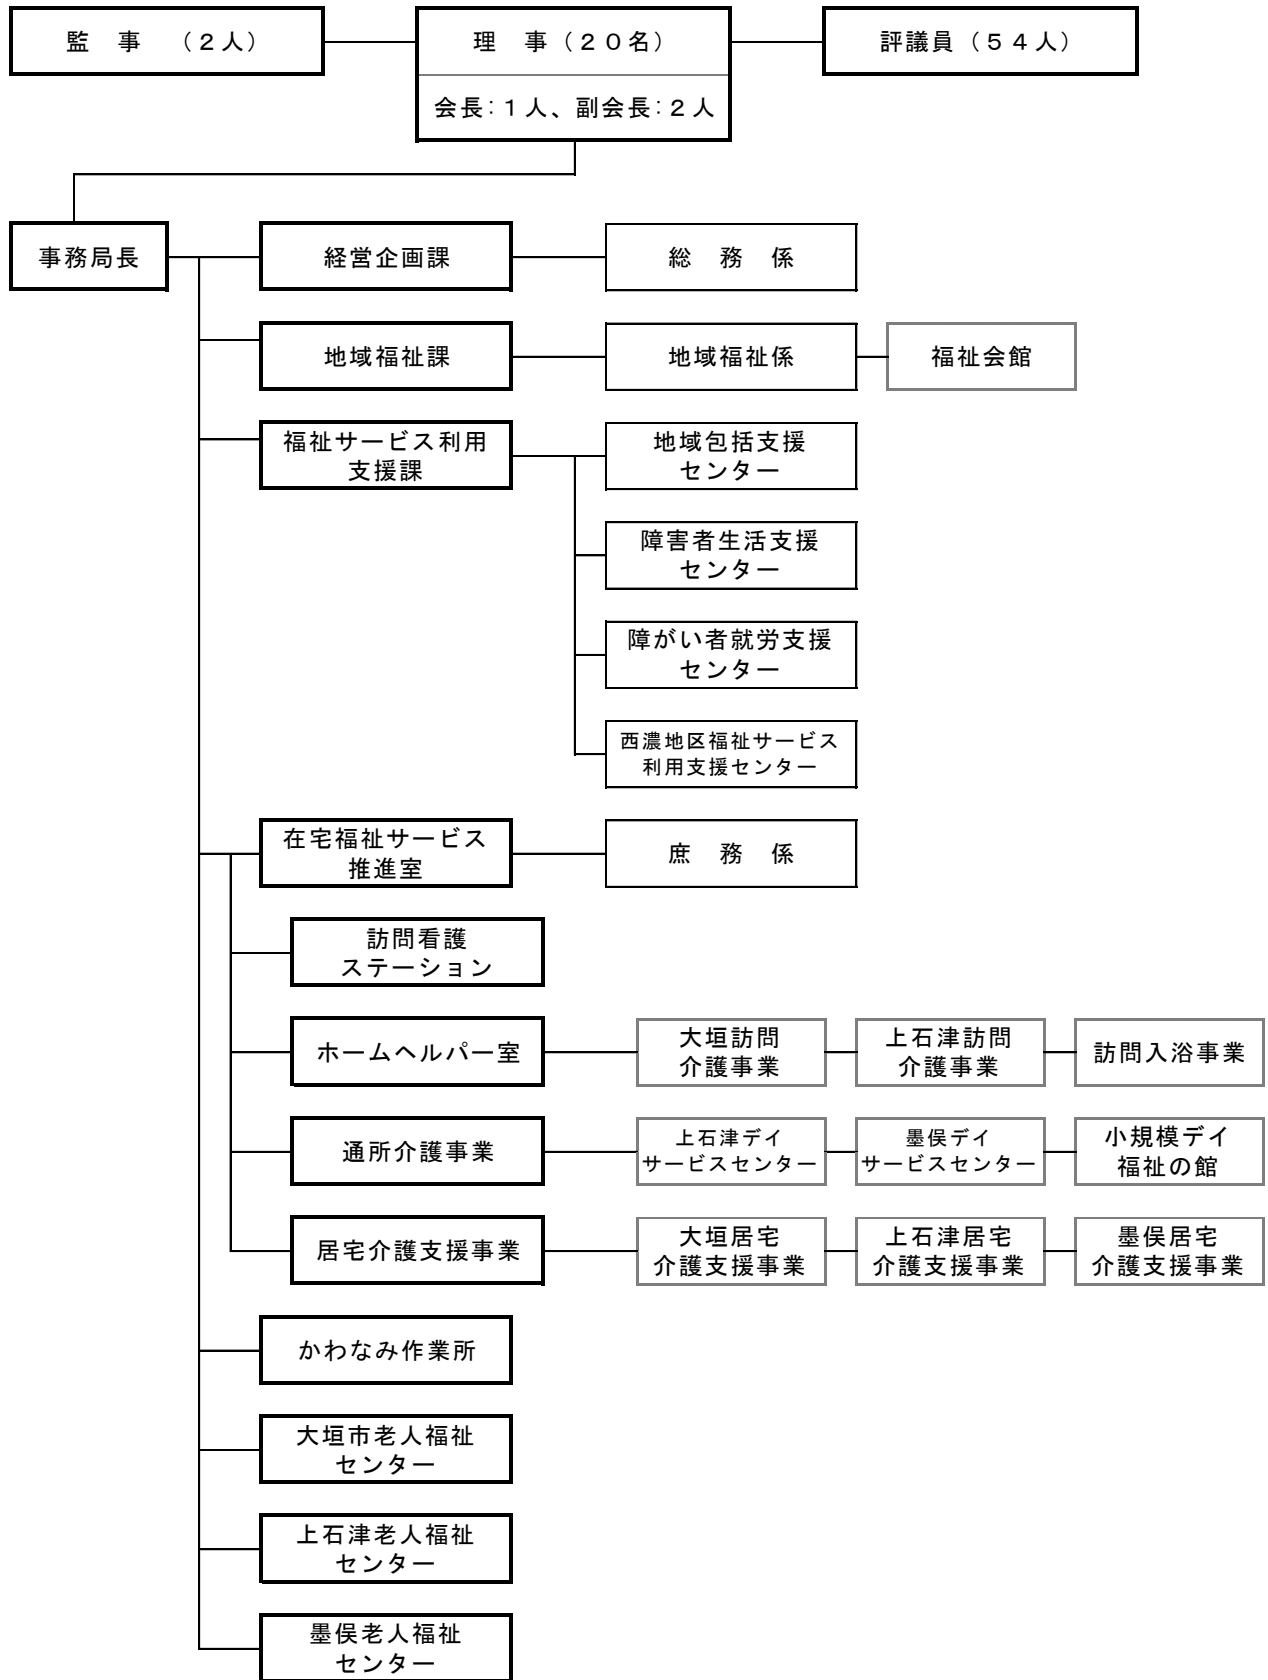 監　事　（２人）
理　事（２０名）
評議員（５４人）
会長：１人、副会長：２人
事務局長
経営企画課
総　務　係
地域福祉課
地域福祉係
福祉会館
福祉サービス利用
支援課
地域包括支援
センター
障害者生活支援
センター
障がい者就労支援
センター
西濃地区福祉サービス
利用支援センター
在宅福祉サービス
推進室
庶　務　係
訪問看護
ステーション
ホームヘルパー室
大垣訪問
介護事業
上石津訪問
介護事業
訪問入浴事業
通所介護事業
上石津デイ
サービスセンター
墨俣デイ
サービスセンター
小規模デイ
福祉の館
居宅介護支援事業
大垣居宅
介護支援事業
上石津居宅
介護支援事業
墨俣居宅
介護支援事業
かわなみ作業所
大垣市老人福祉
センター
上石津老人福祉
センター
墨俣老人福祉
センター